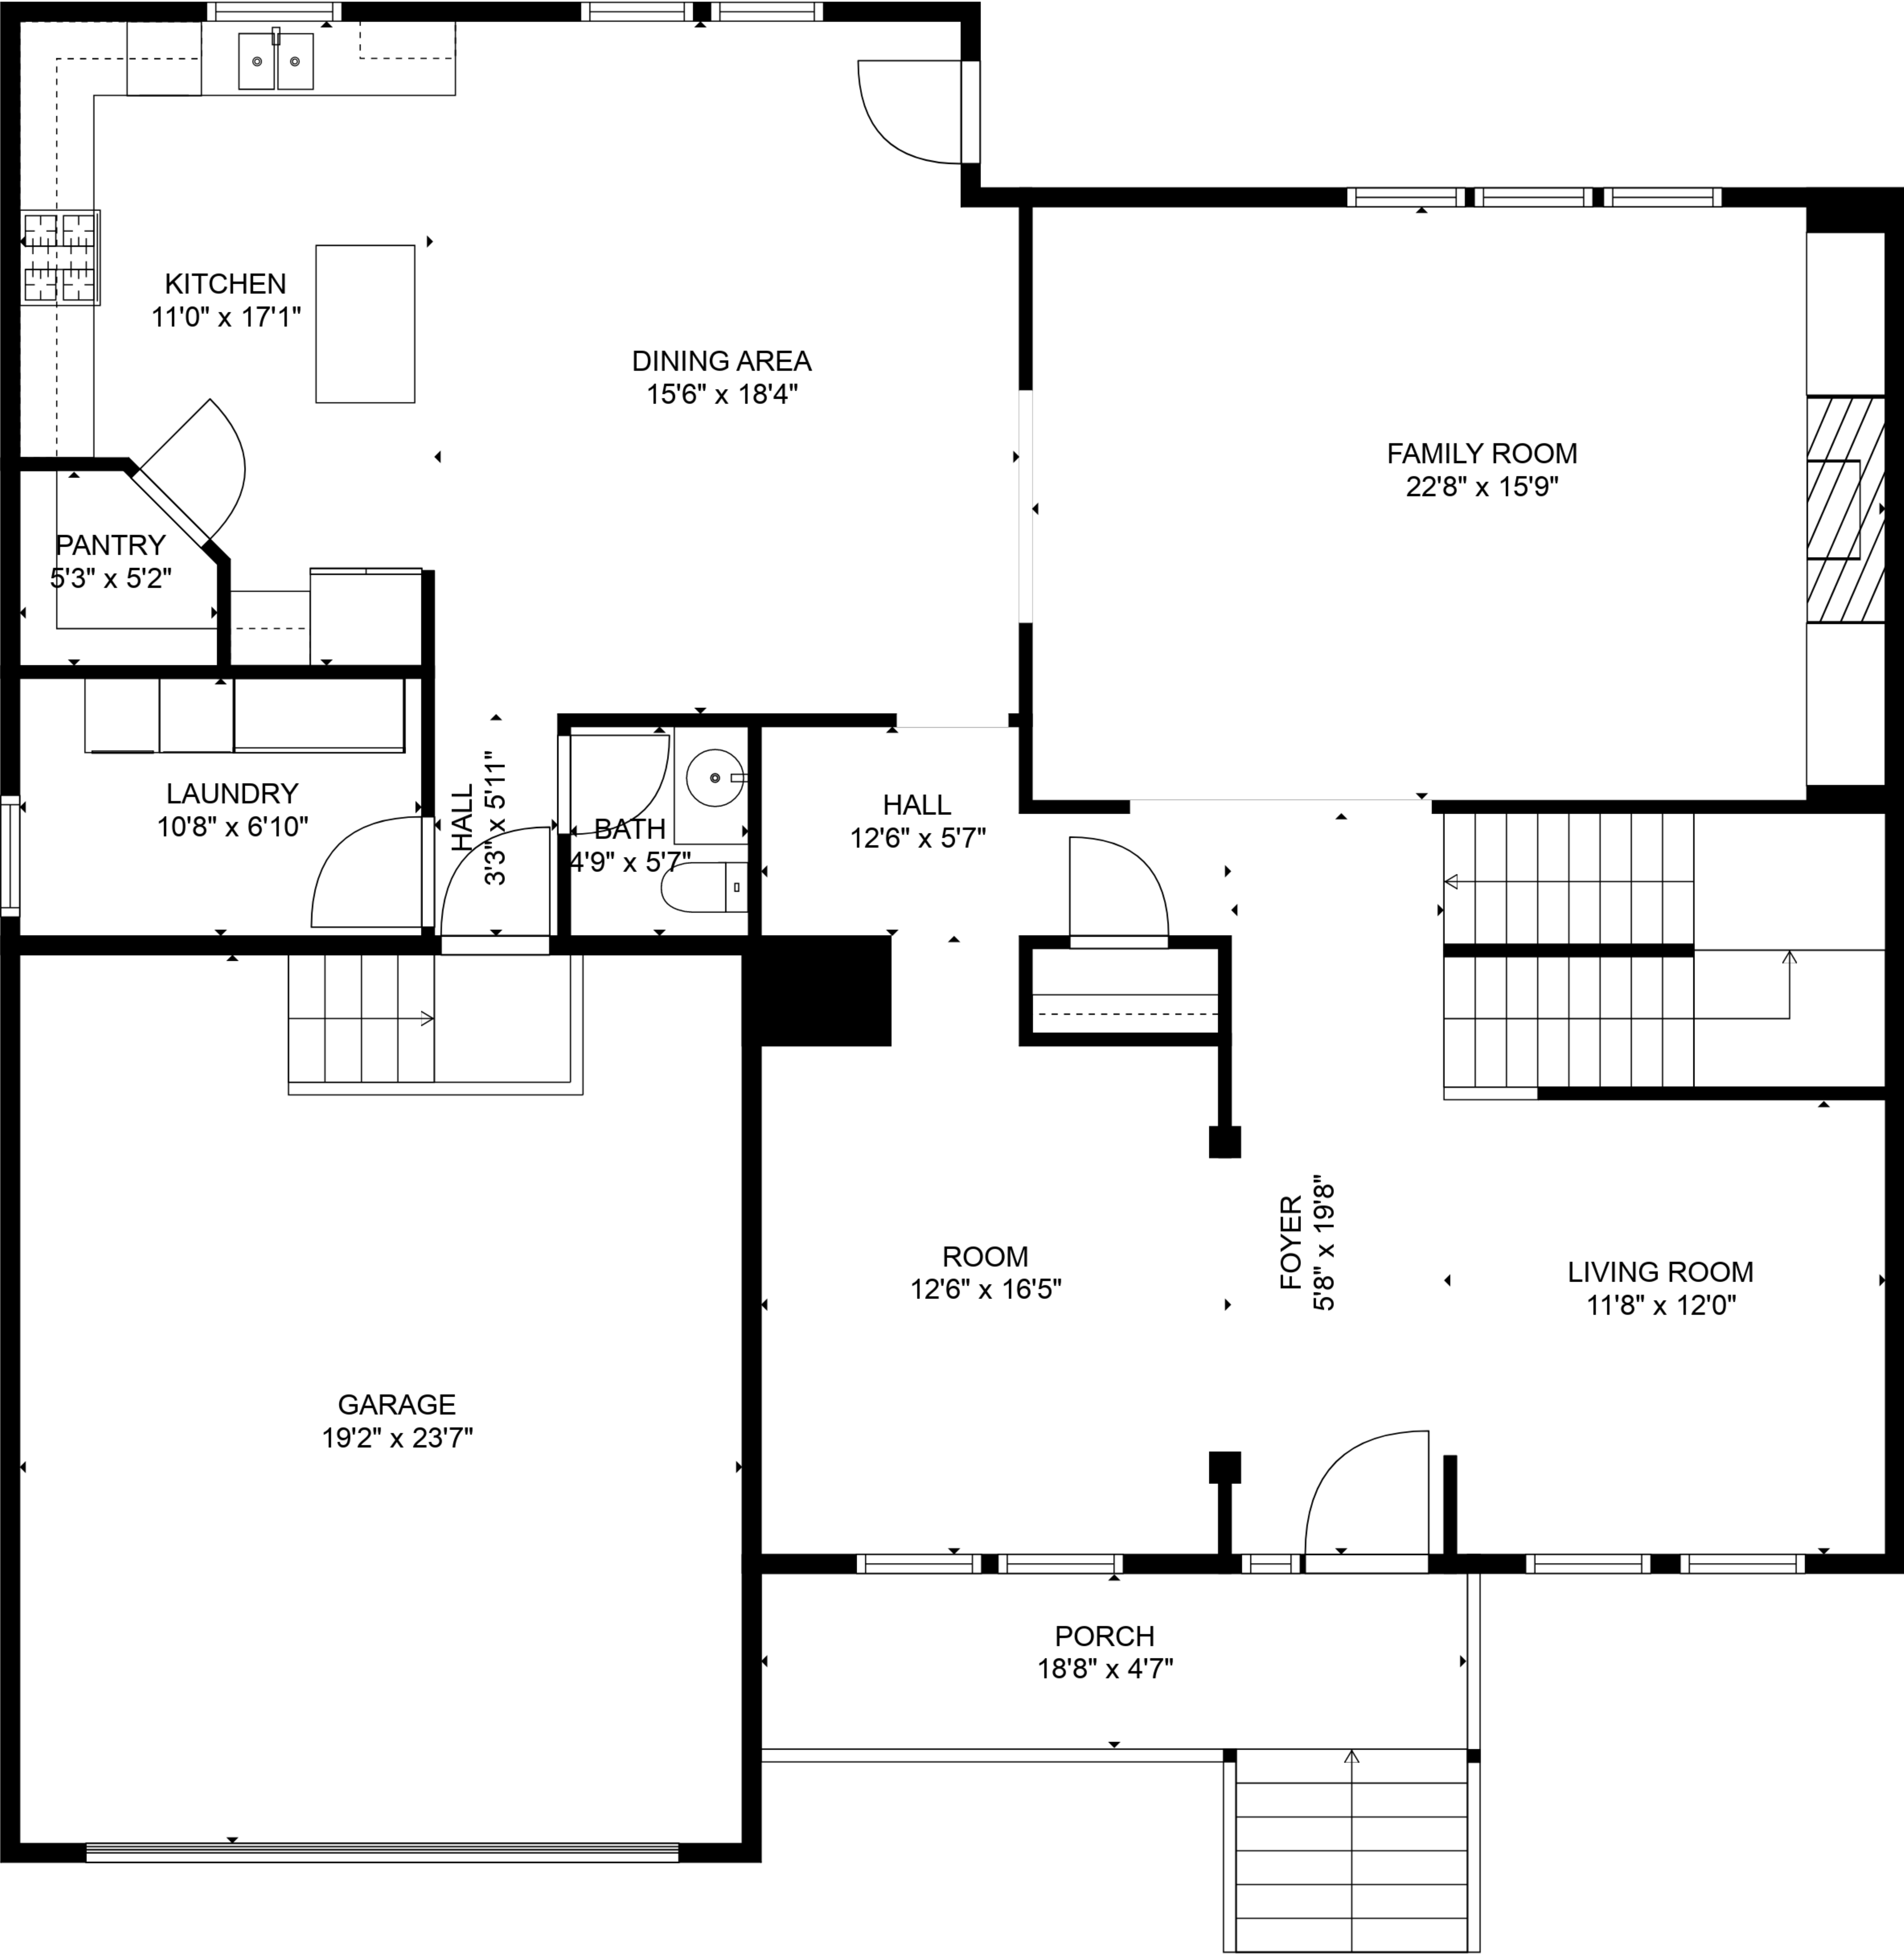 KITCHEN
11'0" x 17'1"
DINING AREA
15'6" x 18'4"
FAMILY ROOM
22'8" x 15'9"
PANTRY
5'3" x 5'2"
LAUNDRY
10'8" x 6'10"
HALL
3'3" x 5'11"
BATH
4'9" x 5'7"
HALL
12'6" x 5'7"
ROOM
12'6" x 16'5"
FOYER
5'8" x 19'8"
LIVING ROOM
11'8" x 12'0"
GARAGE
19'2" x 23'7"
PORCH
18'8" x 4'7"